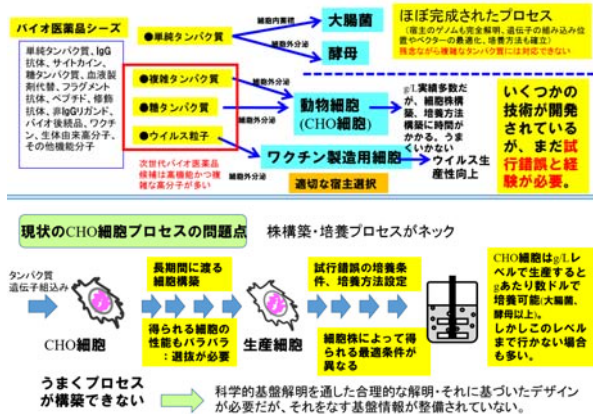 バイオ医薬品シーズ
単純タンパク質、IgG
抗体、サイトカイン、
糖タンパク質、血液製
剤代替、フラグメント
抗体、ペプチド、修飾
抗体、非IgGリガンド、
バイオ後続品、ワクチ
ン、生体由来高分子、
その他機能分子
●単純タンパク質
●複雑タンパク質
●糖タンパク質
●ウイルス粒子
次世代バイオ医薬品
候補は高機能かつ複
雑な高分子が多い
細胞内蓄積
細胞外分泌
細胞外分泌
細胞外分泌
細胞外分泌
大腸菌
酵母
動物細胞
(CHO細胞)
ワクチン製造用細胞
適切な宿主選択
ほぼ完成されたプロセス
(宿主のゲノムも完全解明、遺伝子の組み込み位
置やベクターの最適化、培養方法も確立)
残念ながら複雑なタンパク質には対応できない
g/L実績多数だ
が、細胞株構
築、培養方法
構築に時間が
かかる。うま
くいかない
ウイルス生
産性向上
いくつかの
技術が開発
されている
が、まだ試
行錯誤と経
験が必要。
現状のCHO細胞プロセスの問題点
株構築・培養プロセスがネック
タンパク質
遺伝子組込み
CHO細胞
長期間に渡る
細胞構築
得られる細胞の
性能もバラバラ
:選抜が必要
生産細胞
試行錯誤の培養条
件、培養方法設定
細胞株によって得
られる最適条件が
異なる
CHO細胞はg/Lレ
ベルで生産すると
gあたり数ドルで
培養可能(大腸菌、
酵母以上)。
しかしこのレベル
まで行かない場合
も多い。
うまくプロセス
が構築できない
科学的基盤解明を通した合理的な解明・それに基づいたデザイン
が必要だが、それをなす基盤情報が整備されていない。